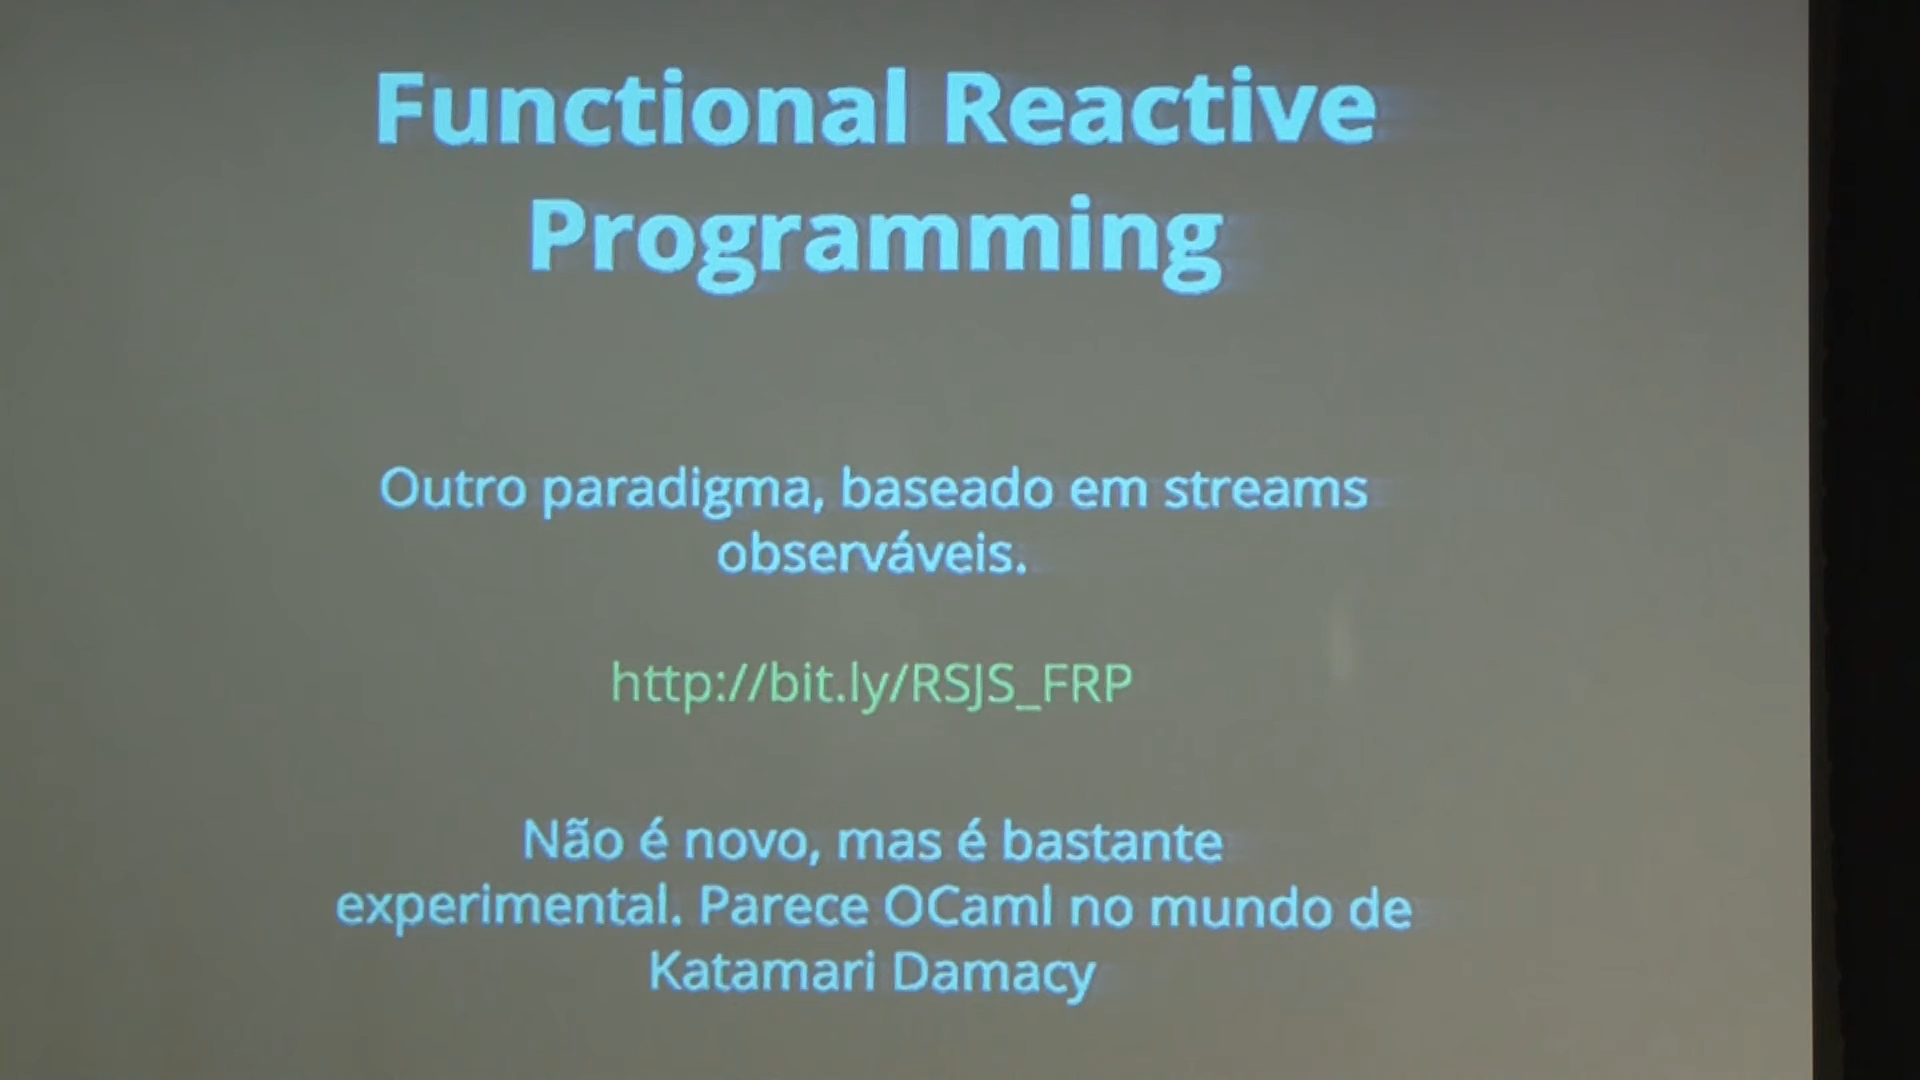 Functional Reactive
Programming
Outro paradigma, baseado em streams
observáveis.
http://bit.ly/RSJS_FRP
Não é novo, mas é bastante
experimental. Parece OCaml no mundo de
Katamari Damacy